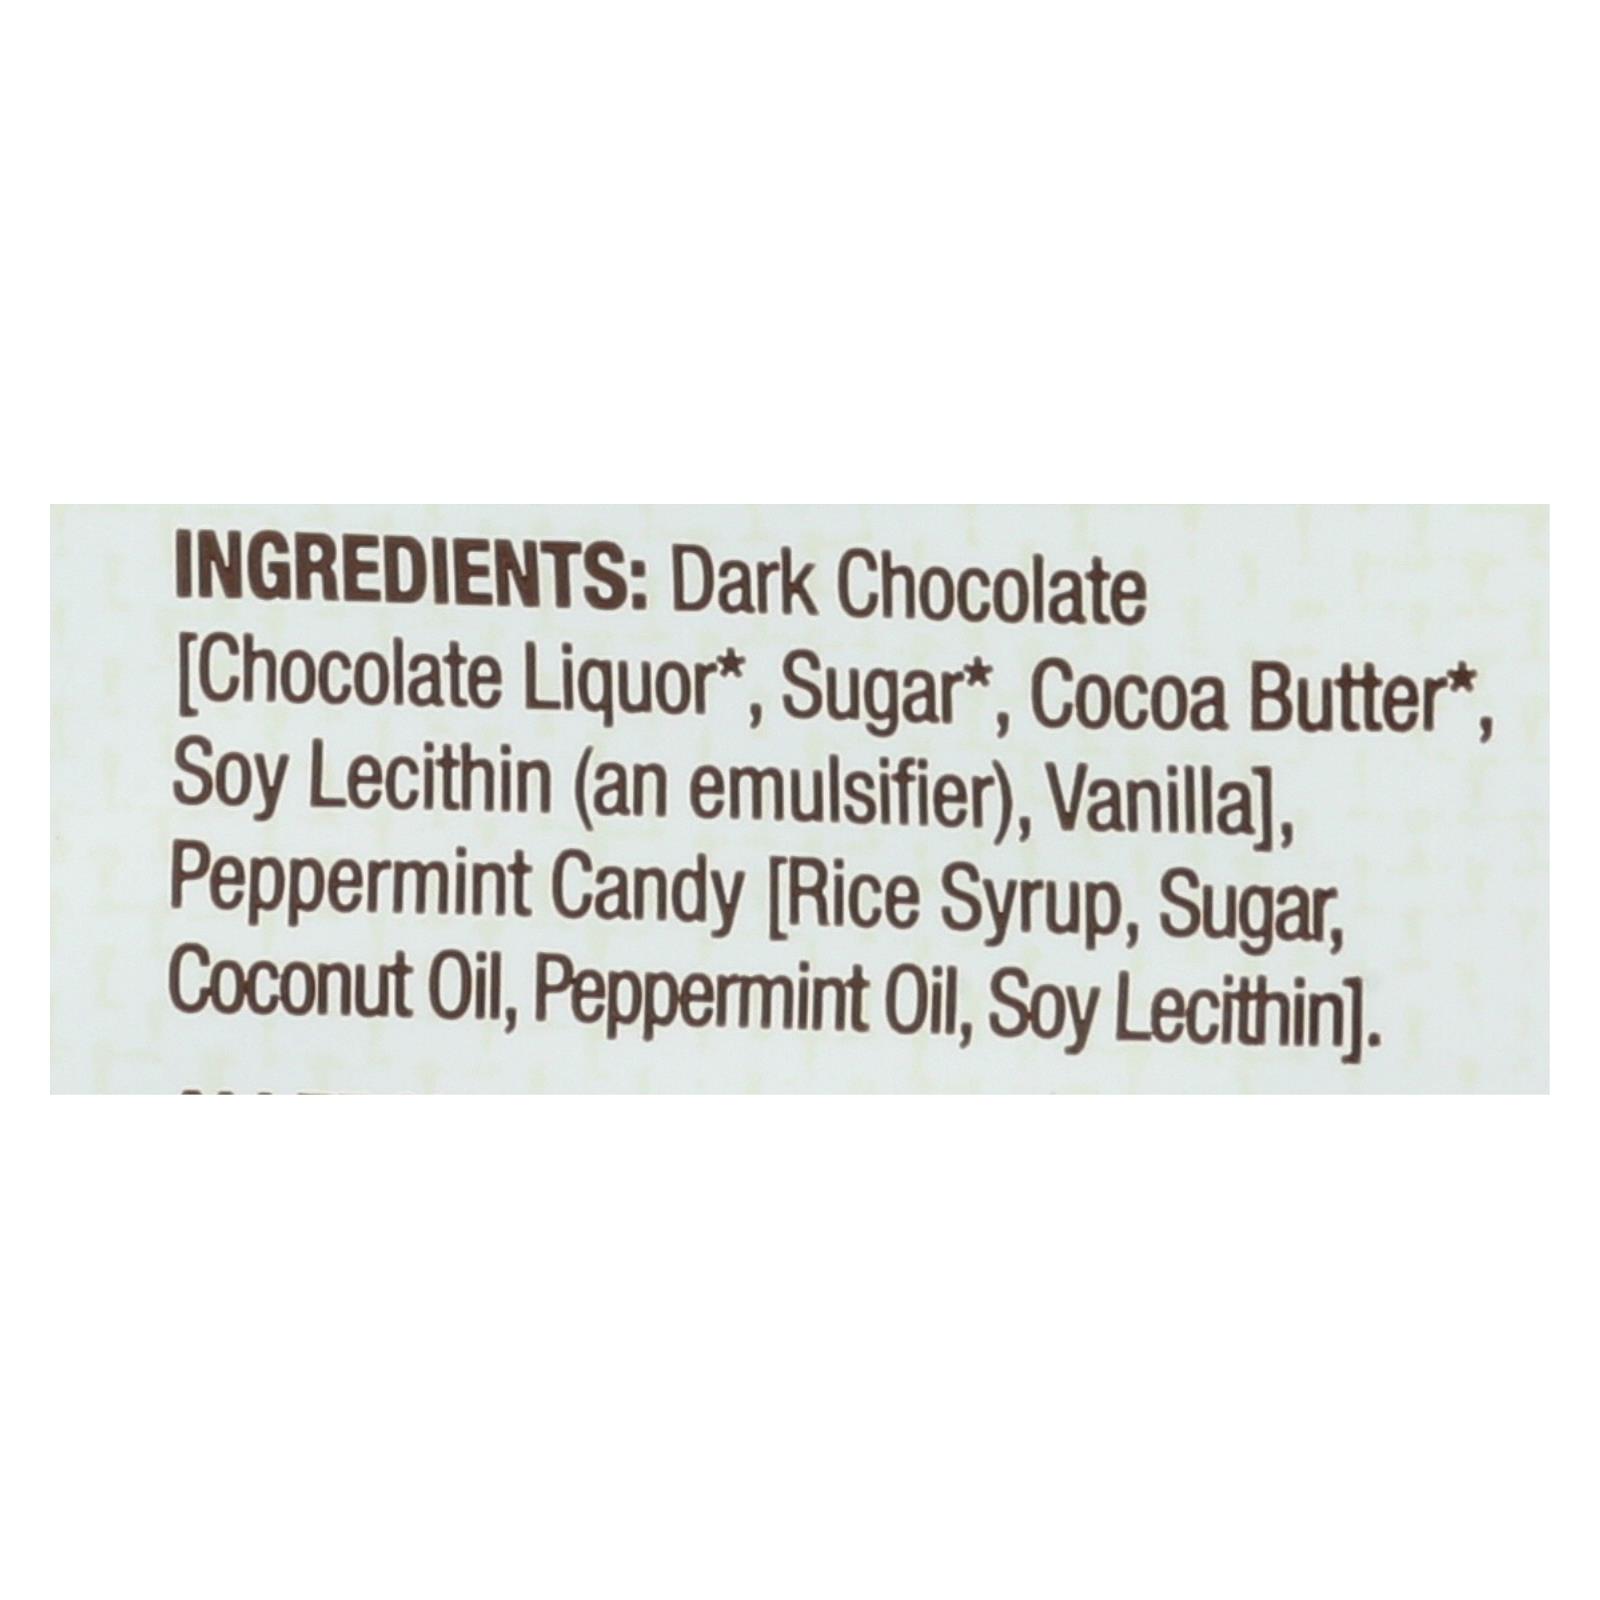 INGREDIENTS: Dark Chocolate
[Chocolate Liquor*, Sugar*, Cocoa Butter*,
Soy Lecithin (an emulsifier), Vanilla],
Peppermint Candy [Rice Syrup, Sugar,
Coconut Oil, Peppermint Oil, Soy Lecithin].